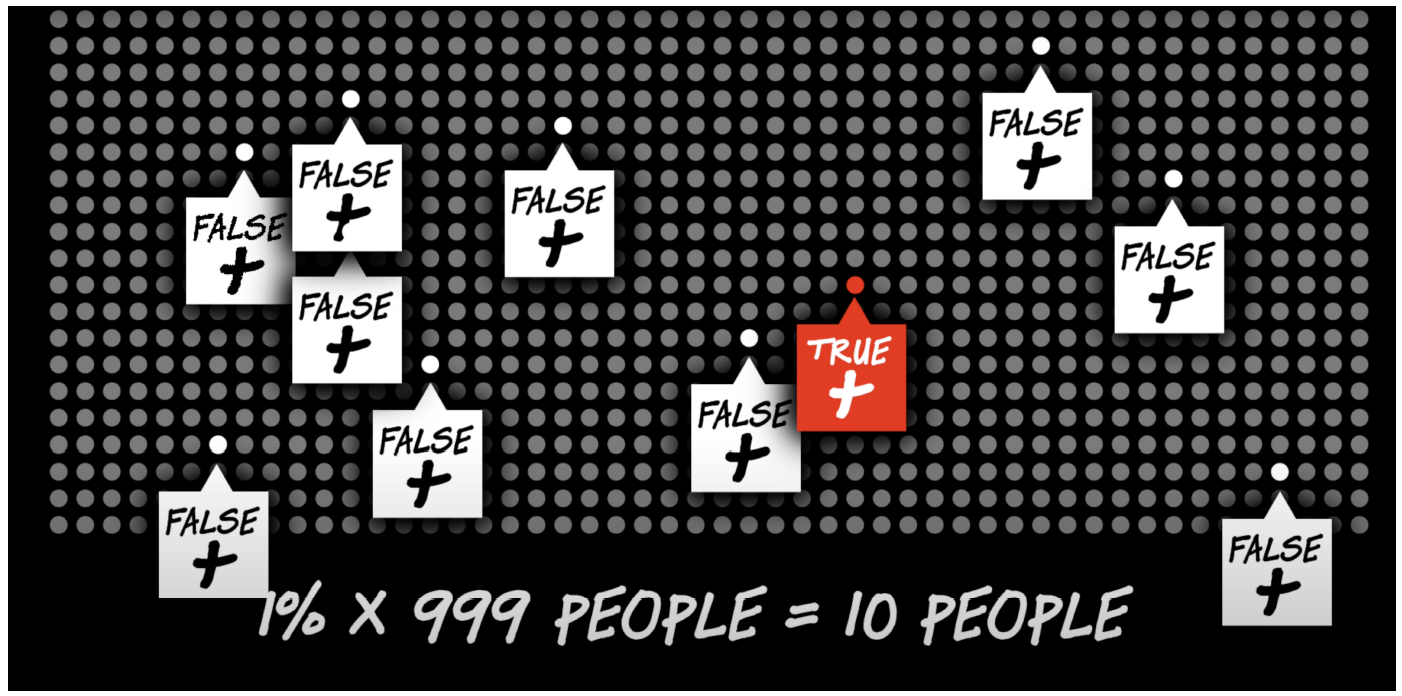 FALSE
+
FALSE
+
FALSE
+
FALSE
+
FALSE
+
FALSE
+
FALSE
+
TRUE
+
FALSE
+
FALSE
+
FALSE
+
1% X 999 PEOPLE = 10 PEOPLE